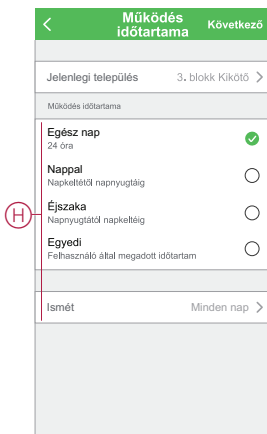 Működés
időtartama
Következő
Jelenlegi település
3. blokk Kikötő
Működés időtartama
Egész nap
24 óra
Nappal
Napkeltétől napnyugtáig
Éjszaka
Napnyugtától napkeltéig
H
Egyedi
Felhasználó által megadott időtartam
Ismét
Minden nap